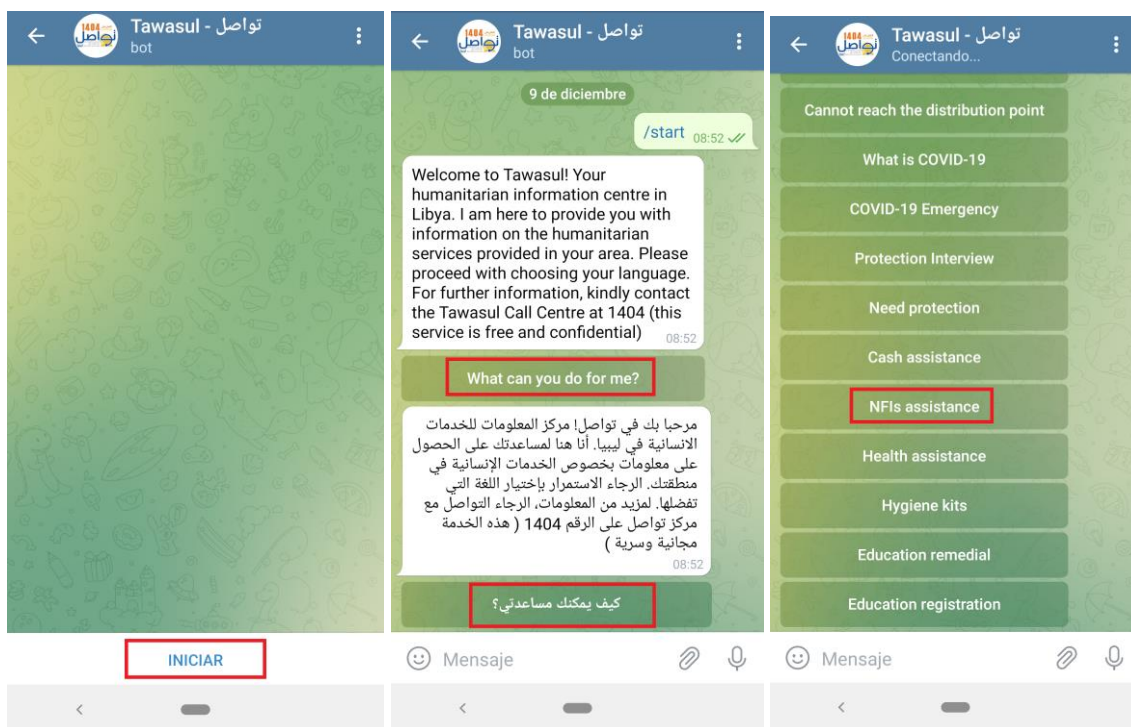 Tawasul - تواصل
bot
1404
تواصل
INICIAR
Tawasul - تواصل
bot
1404
تواصل
9 de diciembre
/start 08:52
Welcome to Tawasul! Your
humanitarian information centre in
Libya. I am here to provide you with
information on the humanitarian
services provided in your area. Please
proceed with choosing your language.
For further information, kindly contact
the Tawasul Call Centre at 1404 (this
service is free and confidential) 08:52
What can you do for me?
مرحبا بك في تواصل! مركز المعلومات للخدمات
الانسانية في ليبيا. أنا هنا لمساعدتك على الحصول
على معلومات بخصوص الخدمات الإنسانية في
منطقتك. الرجاء الاستمرار بإختيار اللغة التي
تفضلها. لمزيد من المعلومات، الرجاء التواصل مع
مركز تواصل على الرقم 1404 ( هذه الخدمة
مجانية وسرية )
08:52
كيف يمكنك مساعدتي؟
Mensaje
Tawasul - تواصل
Conectando...
1404
تواصل
Cannot reach the distribution point
What is COVID-19
COVID-19 Emergency
Protection Interview
Need protection
Cash assistance
NFIs assistance
Health assistance
Hygiene kits
Education remedial
Education registration
Mensaje